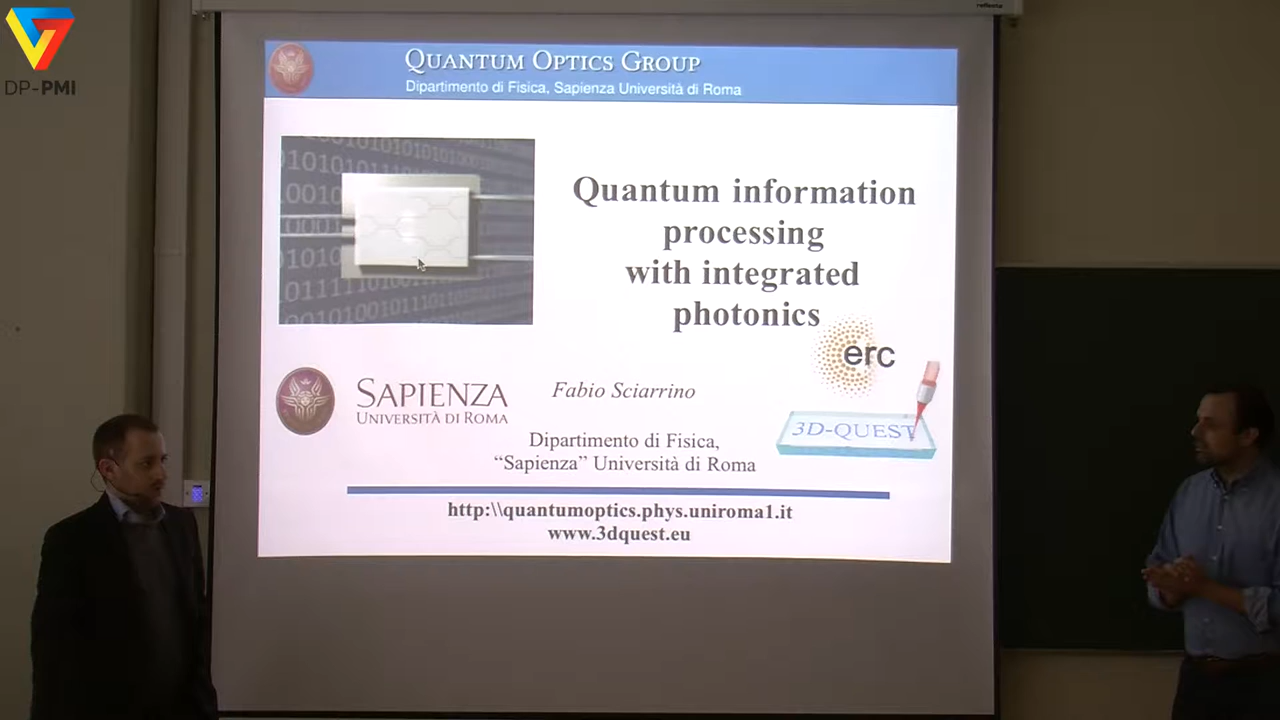 reflecta
DP-PMI
QUANTUM OPTICS GROUP
Dipartimento di Fisica, Sapienza Università di Roma
Quantum information
processing
with integrated
photonics
erc
SAPIENZA
UNIVERSITÀ DI ROMA
Fabio Sciarrino
3D-QUEST
Dipartimento di Fisica,
“Sapienza” Università di Roma
http:\\quantumoptics.phys.uniroma1.it
www.3dquest.eu